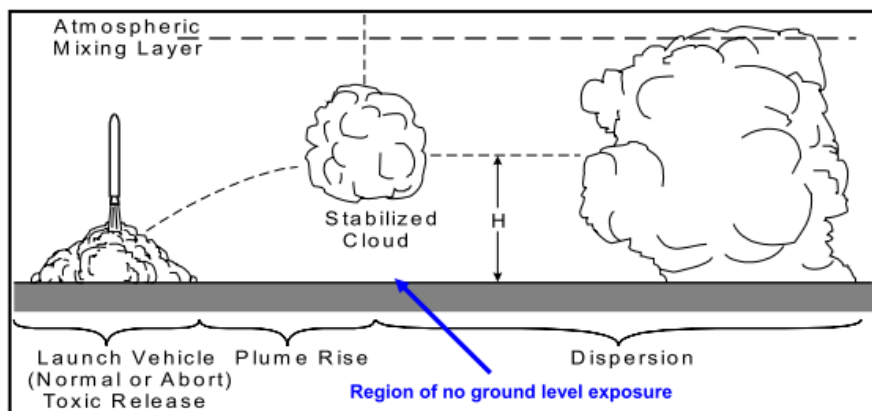 Atmospheric
Mixing Layer
Stabilized
Cloud
H
Launch Vehicle
(Normal or Abort)
Toxic Release
Plume Rise
Dispersion
Region of no ground level exposure